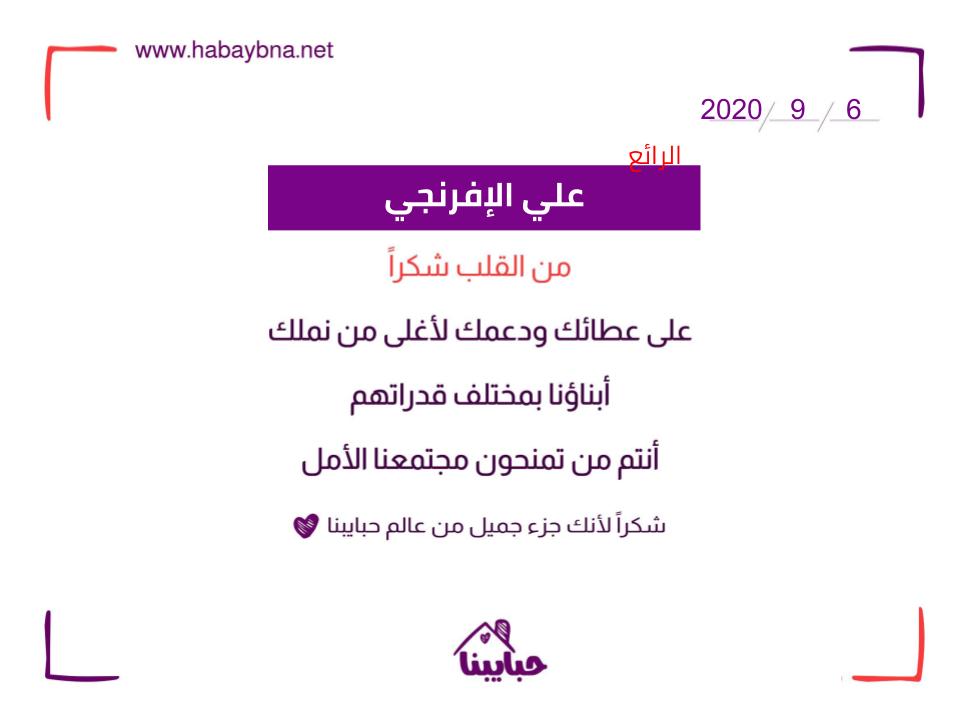 www.habaybna.net
2020/ 9 / 6
الرائع
علي الإفرنجي
من القلب شكراً
على عطائك ودعمك لأغلى من نملك
أبناؤنا بمختلف قدراتهم
أنتم من تمنحون مجتمعنا الأمل
شكراً لأنك جزء جميل من عالم حبايبنا
حبايبنا